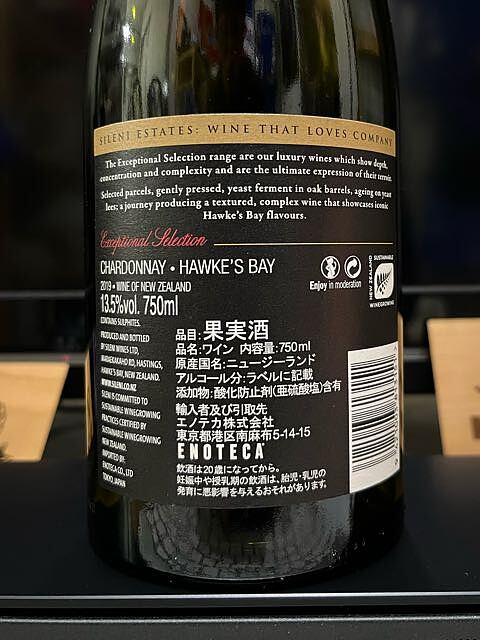 SILENI ESTATES: WINE THAT LOVES COMPANY
The Exceptional Selection range are our luxury wines which show depth,
concentration and complexity and are the ultimate expression of their terroir.
Selected parcels, gently pressed, yeast ferment in oak barrels, ageing on yeast
lees; a journey producing a textured, complex wine that showcases iconic
Hawke's Bay flavours.
Exceptional Selection
CHARDONNAY • HAWKE'S BAY
2019 • WINE OF NEW ZEALAND
13.5%vol. 750ml
CONTAINS SULPHITES.
Enjoy in moderation
NEW ZEALAND
SUSTAINABLE
WINEGROWING
PRODUCED AND BOTTLED
BY SILENI WINES LTD,
MAEKAKAHO RD, HASTINGS,
HAWKE'S BAY, NEW ZEALAND.
WWW.SILENI.CO.NZ
SILENI IS COMMITTED TO
SUSTAINABLE WINEGROWING
PRACTICES CERTIFIED BY
SUSTAINABLE WINEGROWING
NEW ZEALAND.
IMPORTED BY:
ENOTECA CO., LTD
TOKYO, JAPAN
品目:果実酒
品名:ワイン 内容量:750ml
原産国名:ニュージーランド
アルコール分:ラベルに記載
添加物:酸化防止剤(亜硫酸塩)含有
輸入者及び引取先
エノテカ株式会社
東京都港区南麻布5-14-15
ENOTECA
飲酒は20歳になってから。
妊娠中や授乳期の飲酒は、胎児・乳児の
発育に悪影響を与えるおそれがあります。